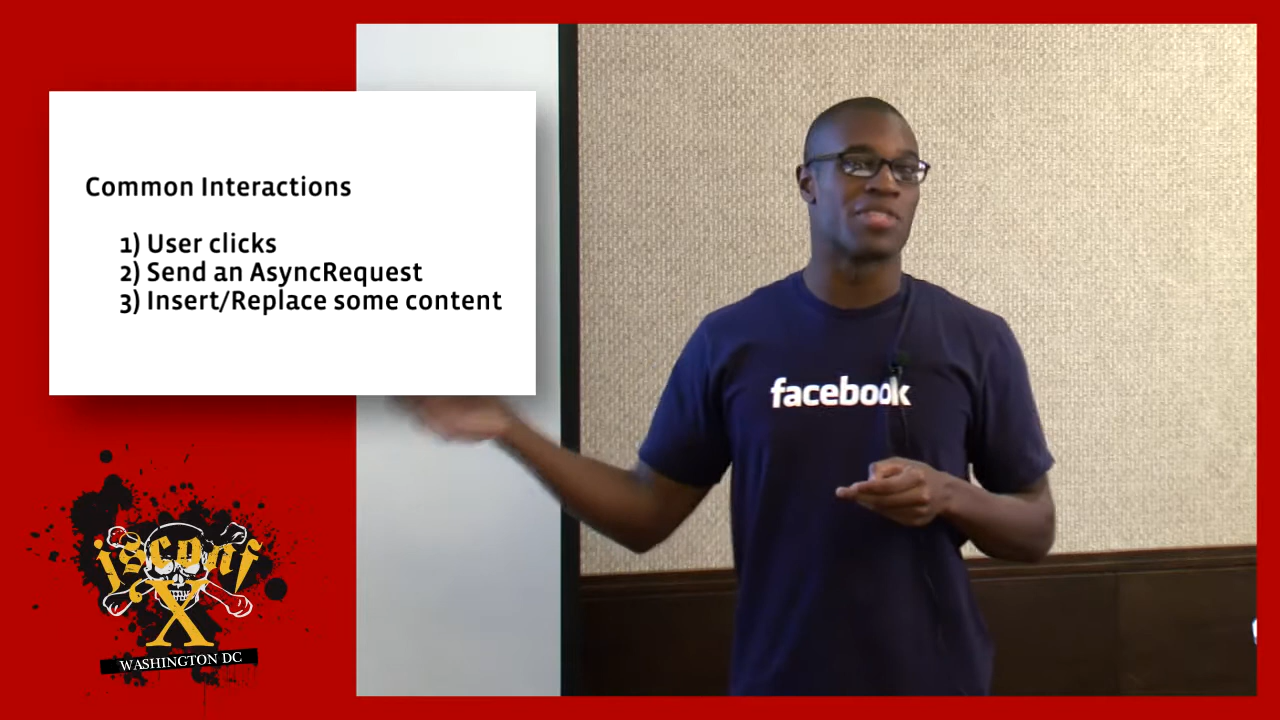 Common Interactions
1) User clicks
2) Send an AsyncRequest
3) Insert/Replace some content
facebook
jsconf
X
WASHINGTON DC